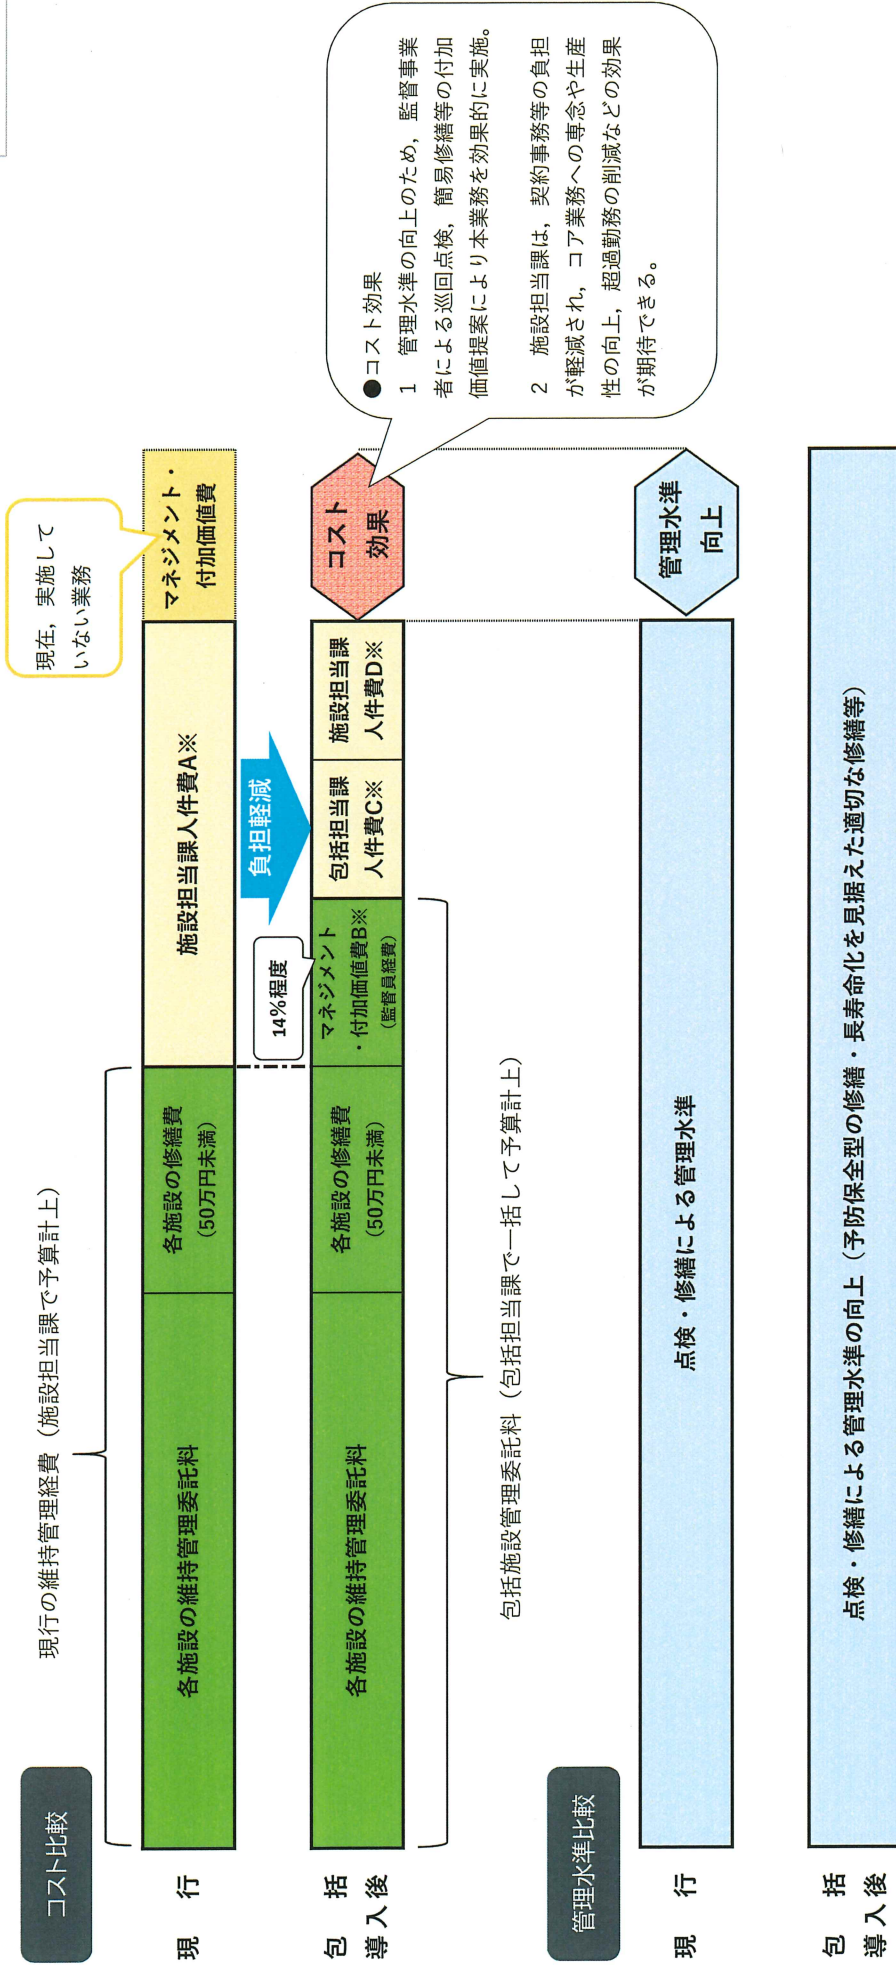 コスト比較
現行の維持管理経費（施設担当課で予算計上）
現在，実施して
いない業務
現　行
各施設の維持管理委託料
各施設の修繕費
（50万円未満）
施設担当課人件費A※
マネジメント・
付加価値費
14%程度
負担軽減
包　括
導入後
各施設の維持管理委託料
各施設の修繕費
（50万円未満）
マネジメント
・付加価値費B※
（監督員経費）
包括担当課
人件費C※
施設担当課
人件費D※
コスト
効果
●コスト効果
1　管理水準の向上のため，監督事業
者による巡回点検，簡易修繕等の付加
価値提案により本業務を効果的に実施。
2　施設担当課は，契約事務等の負担
が軽減され，コア業務への専念や生産
性の向上，超過勤務の削減などの効果
が期待できる。
包括施設管理委託料（包括担当課で一括して予算計上）
管理水準比較
現　行
点検・修繕による管理水準
管理水準
向上
包　括
導入後
点検・修繕による管理水準の向上（予防保全型の修繕・長寿命化を見据えた適切な修繕等）